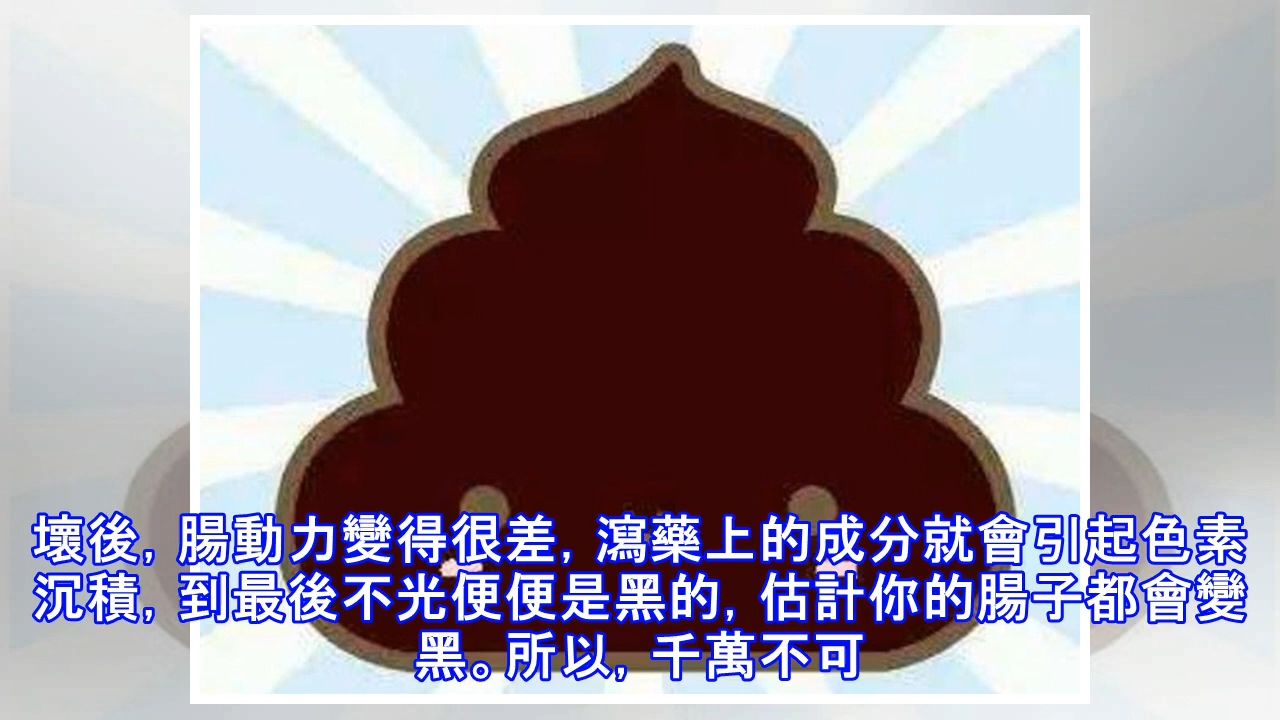 壞後, 腸動力變得很差, 瀉藥上的成分就會引起色素
沉積, 到最後不光便便是黑的, 估計你的腸子都會變
黑。所以, 千萬不可